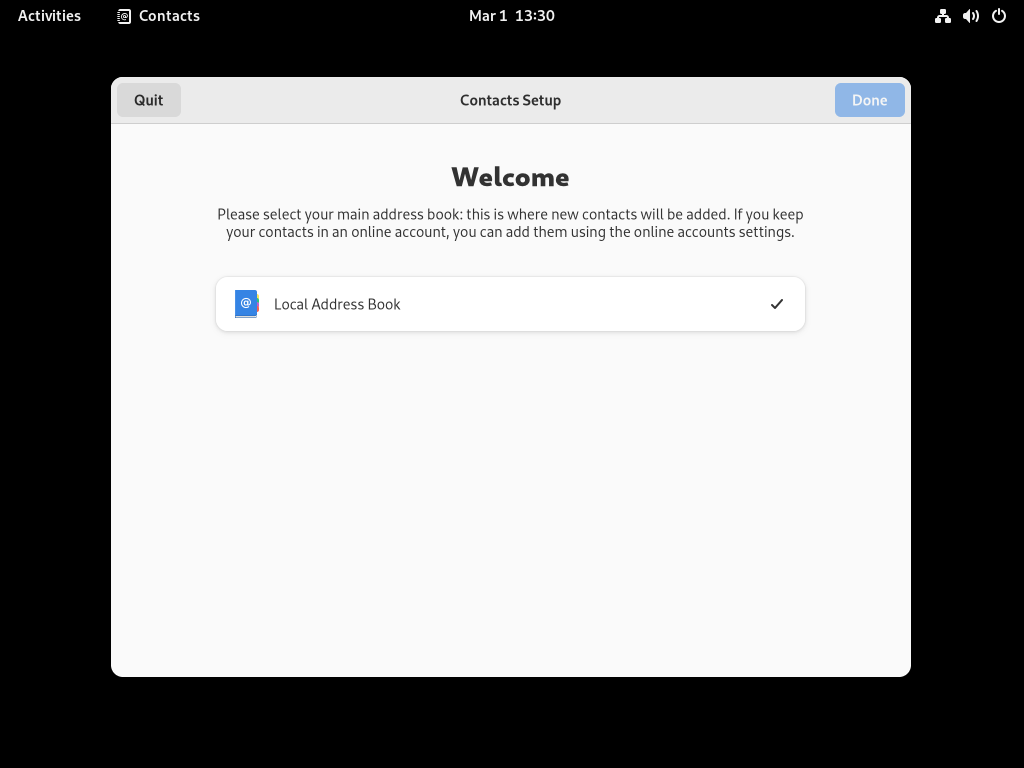 Activities Contacts Mar 1 13:30
Quit Contacts Setup Done
Welcome
Please select your main address book: this is where new contacts will be added. If you keep
your contacts in an online account, you can add them using the online accounts settings.
@ Local Address Book